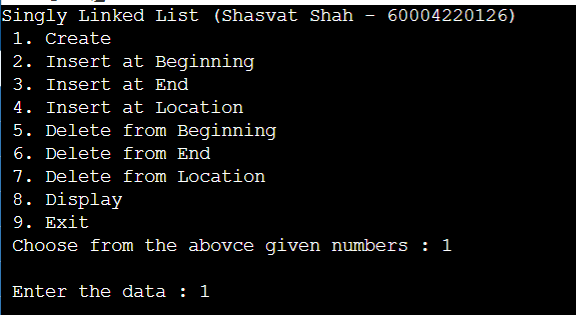 Singly Linked List (Shasvat Shah - 60004220126)
1. Create
2. Insert at Beginning
3. Insert at End
4. Insert at Location
5. Delete from Beginning
6. Delete from End
7. Delete from Location
8. Display
9. Exit
Choose from the abovce given numbers : 1
Enter the data : 1